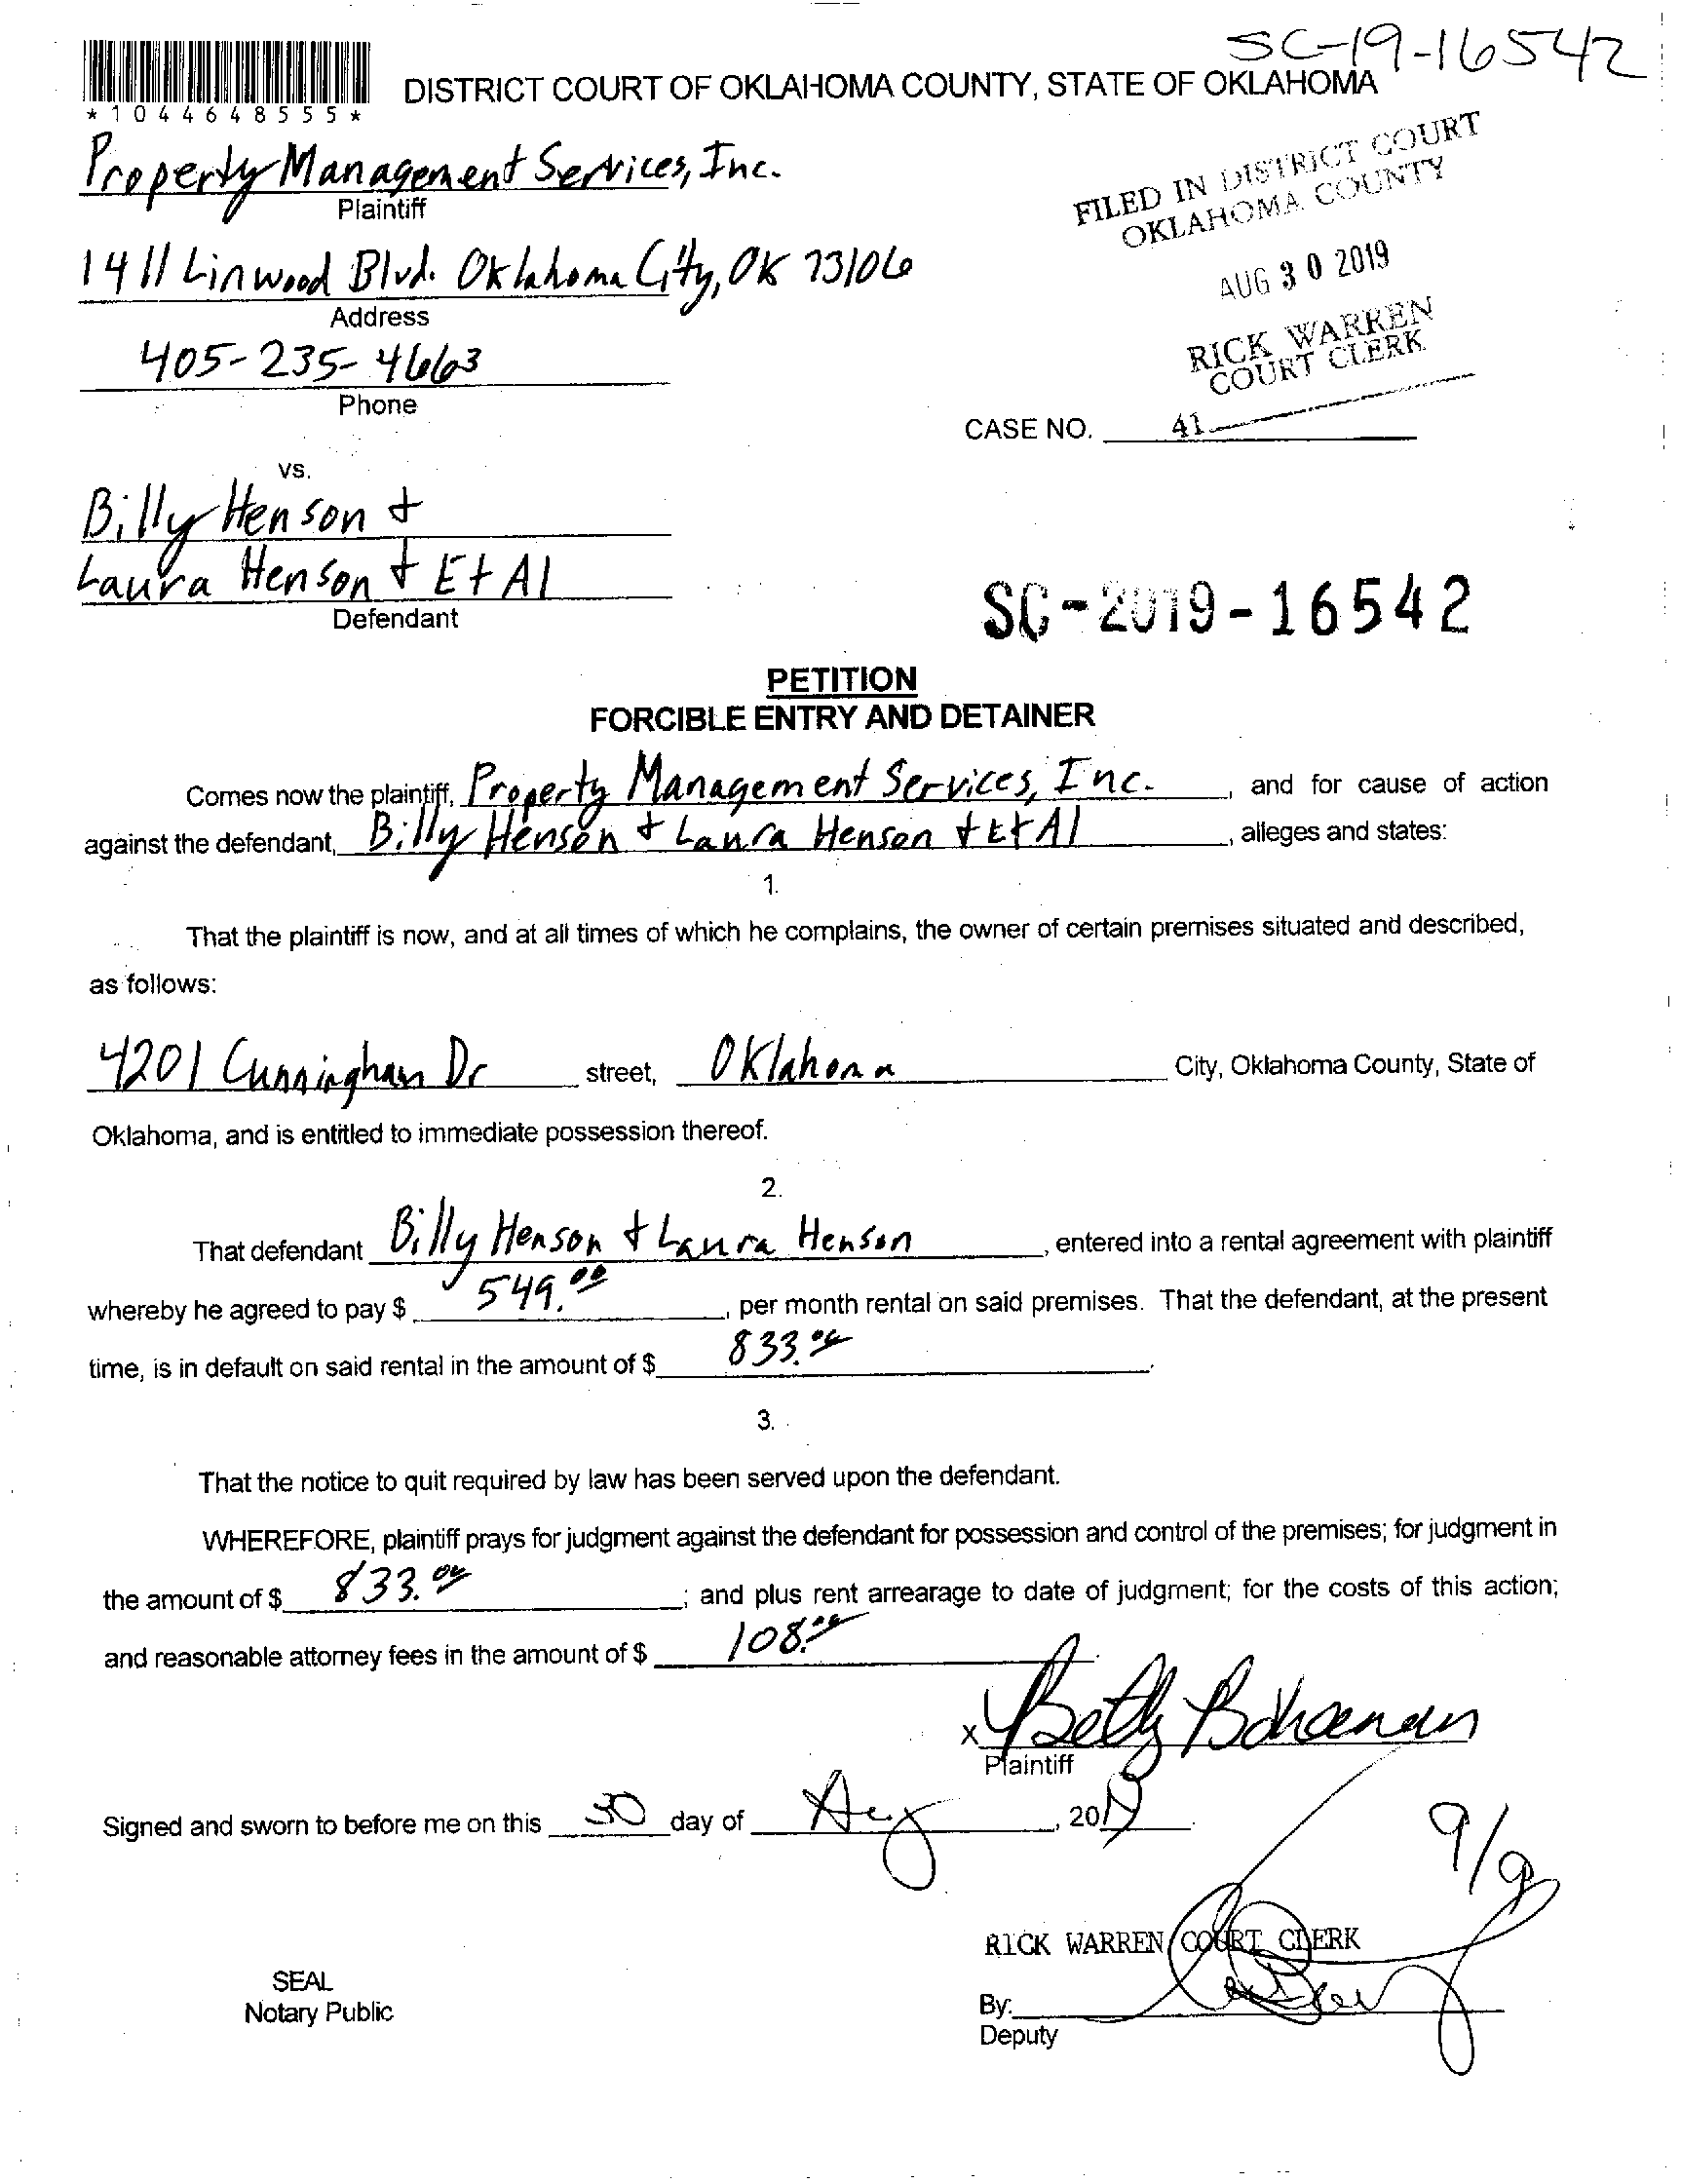 SC-19-16542
DISTRICT COURT OF OKLAHOMA COUNTY, STATE OF OKLAHOMA
*1044648555*
Property Management Services, Inc.
Plaintiff
FILED IN DISTRICT COURT
OKLAHOMA COUNTY
1411 Linwood Blvd. Oklahoma City, OK 73106
Address
AUG 30 2019
405-235-4663
Phone
RICK WARREN
COURT CLERK
CASE NO. 41
vs.
Billy Henson &
Laura Henson & Et Al
Defendant
SC-2019-16542
PETITION
FORCIBLE ENTRY AND DETAINER
Comes now the plaintiff, Property Management Services, Inc. , and for cause of action
against the defendant, Billy Henson & Laura Henson & Et Al , alleges and states:
1.
That the plaintiff is now, and at all times of which he complains, the owner of certain premises situated and described,
as follows:
4201 Cunningham Dr street, Oklahoma City, Oklahoma County, State of
Oklahoma, and is entitled to immediate possession thereof.
2.
That defendant Billy Henson & Laura Henson , entered into a rental agreement with plaintiff
whereby he agreed to pay $ 549.00 , per month rental on said premises. That the defendant, at the present
time, is in default on said rental in the amount of $ 833.00 .
3.
That the notice to quit required by law has been served upon the defendant.
WHEREFORE, plaintiff prays for judgment against the defendant for possession and control of the premises; for judgment in
the amount of $ 833.00 ; and plus rent arrearage to date of judgment; for the costs of this action;
and reasonable attorney fees in the amount of $ 108.00 .
x Betty Bohanan
Plaintiff
Signed and sworn to before me on this 30 day of Aug , 2019 .
9/9
RICK WARREN COURT CLERK
SEAL
Notary Public
By:
Deputy